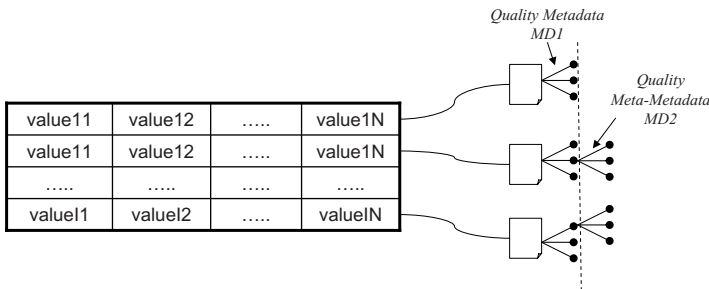 Quality Metadata
MD1
Quality
Meta-Metadata
MD2
value11 value12 ….. value1N
value11 value12 ….. value1N
….. ….. ….. …..
valueI1 valueI2 ….. valueIN